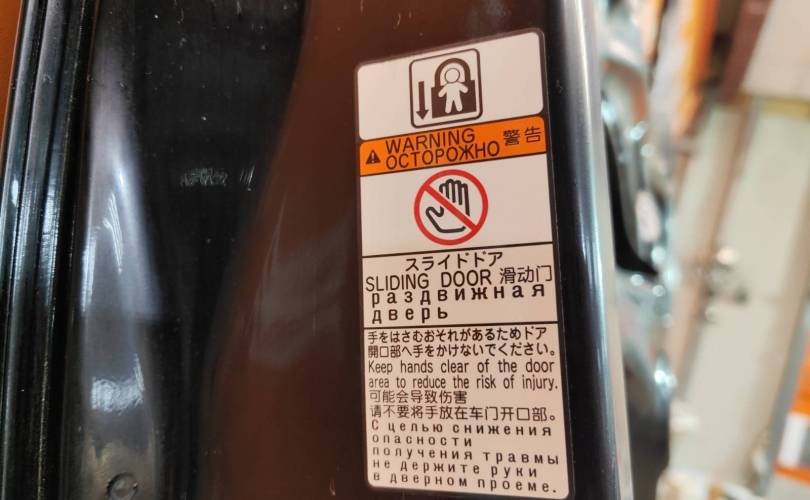 WARNING 警告
ОСТОРОЖНО
スライドドア
SLIDING DOOR 滑动门
раздвижная
дверь
手をはさむおそれがあるためドア
開口部へ手をかけないでください。
Keep hands clear of the door
area to reduce the risk of injury.
可能会导致伤害
请不要将手放在车门开口部。
С целью снижения
опасности
получения травмы
не держите руки
в дверном проеме.